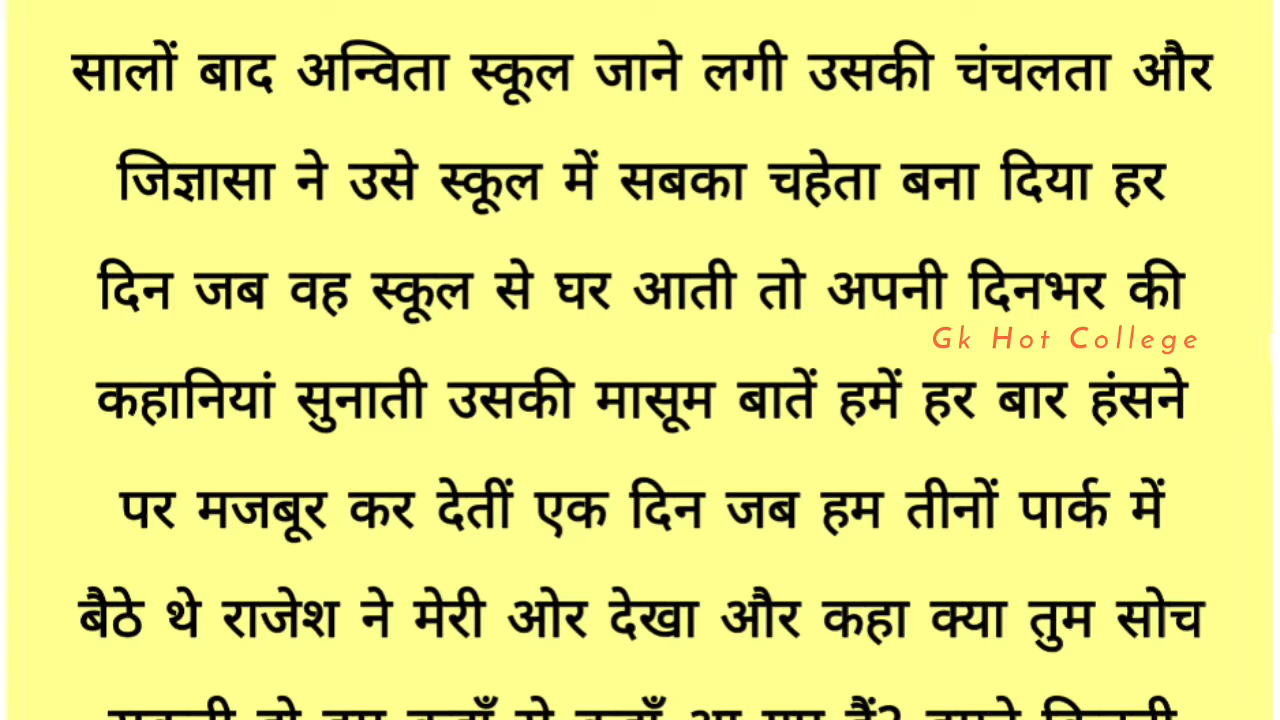 सालों बाद अन्विता स्कूल जाने लगी उसकी चंचलता और
जिज्ञासा ने उसे स्कूल में सबका चहेता बना दिया हर
दिन जब वह स्कूल से घर आती तो अपनी दिनभर की
Gk Hot College
कहानियां सुनाती उसकी मासूम बातें हमें हर बार हंसने
पर मजबूर कर देतीं एक दिन जब हम तीनों पार्क में
बैठे थे राजेश ने मेरी ओर देखा और कहा क्या तुम सोच